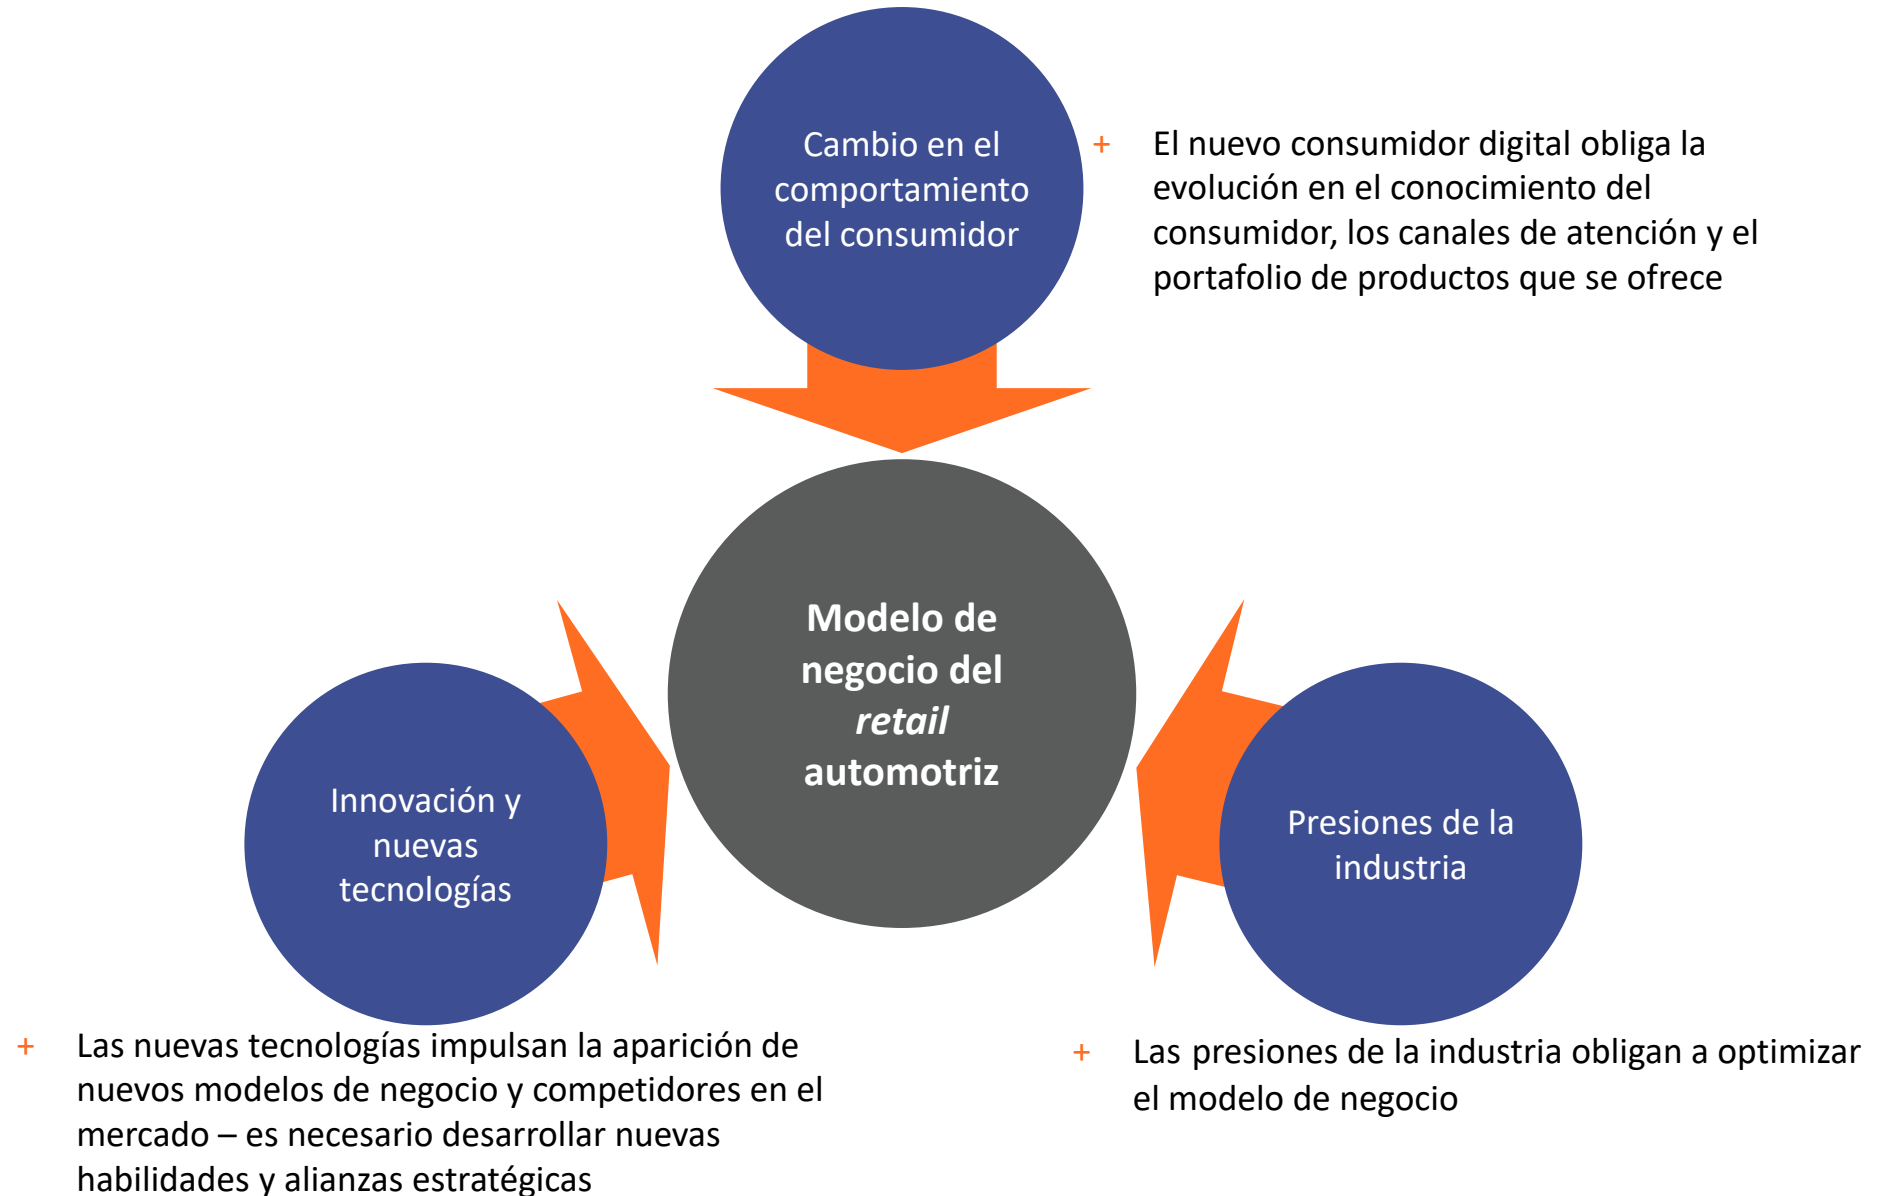 Cambio en el
comportamiento
del consumidor
+ El nuevo consumidor digital obliga la
evolución en el conocimiento del
consumidor, los canales de atención y el
portafolio de productos que se ofrece
Modelo de
negocio del
retail
automotriz
Innovación y
nuevas
tecnologías
Presiones de la
industria
+ Las nuevas tecnologías impulsan la aparición de
nuevos modelos de negocio y competidores en el
mercado – es necesario desarrollar nuevas
habilidades y alianzas estratégicas
+ Las presiones de la industria obligan a optimizar
el modelo de negocio